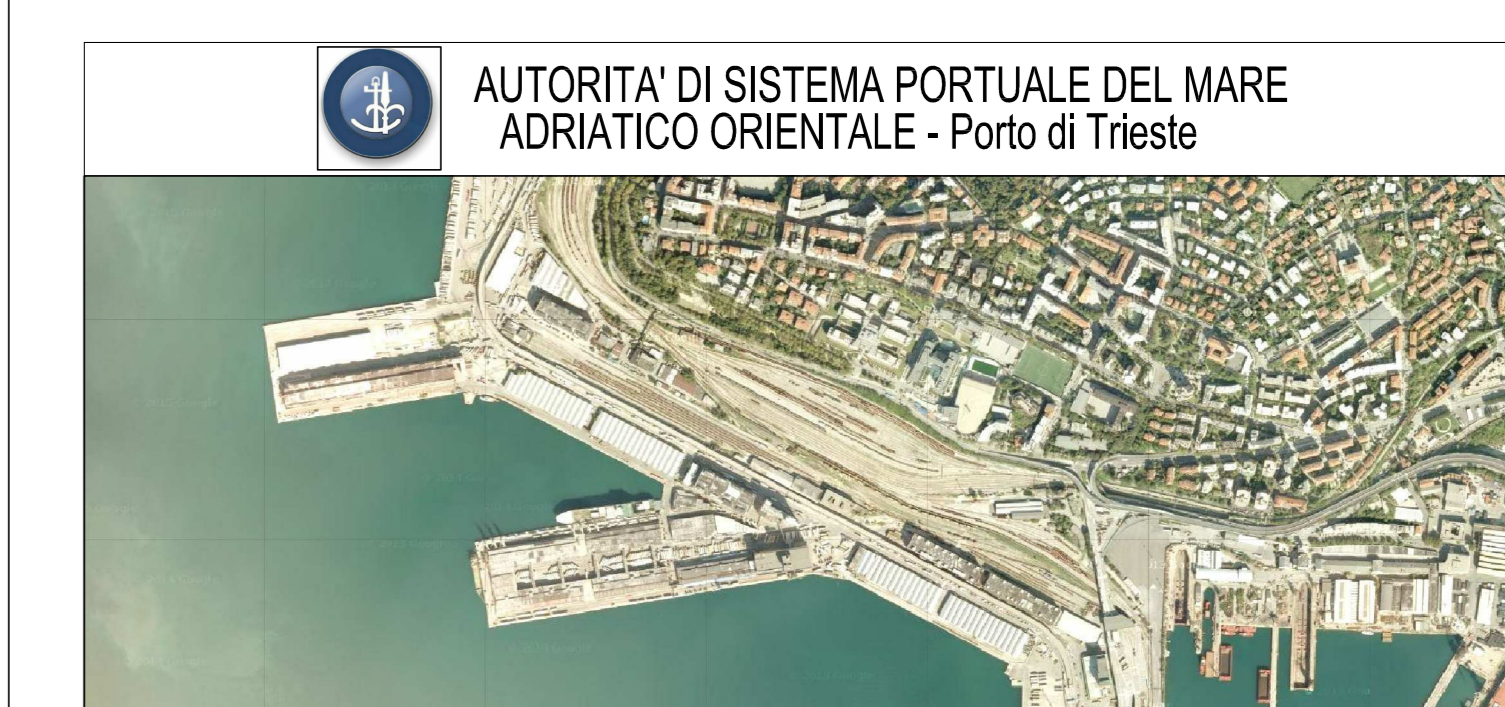 AUTORITA' DI SISTEMA PORTUALE DEL MARE
ADRIATICO ORIENTALE - Porto di Trieste